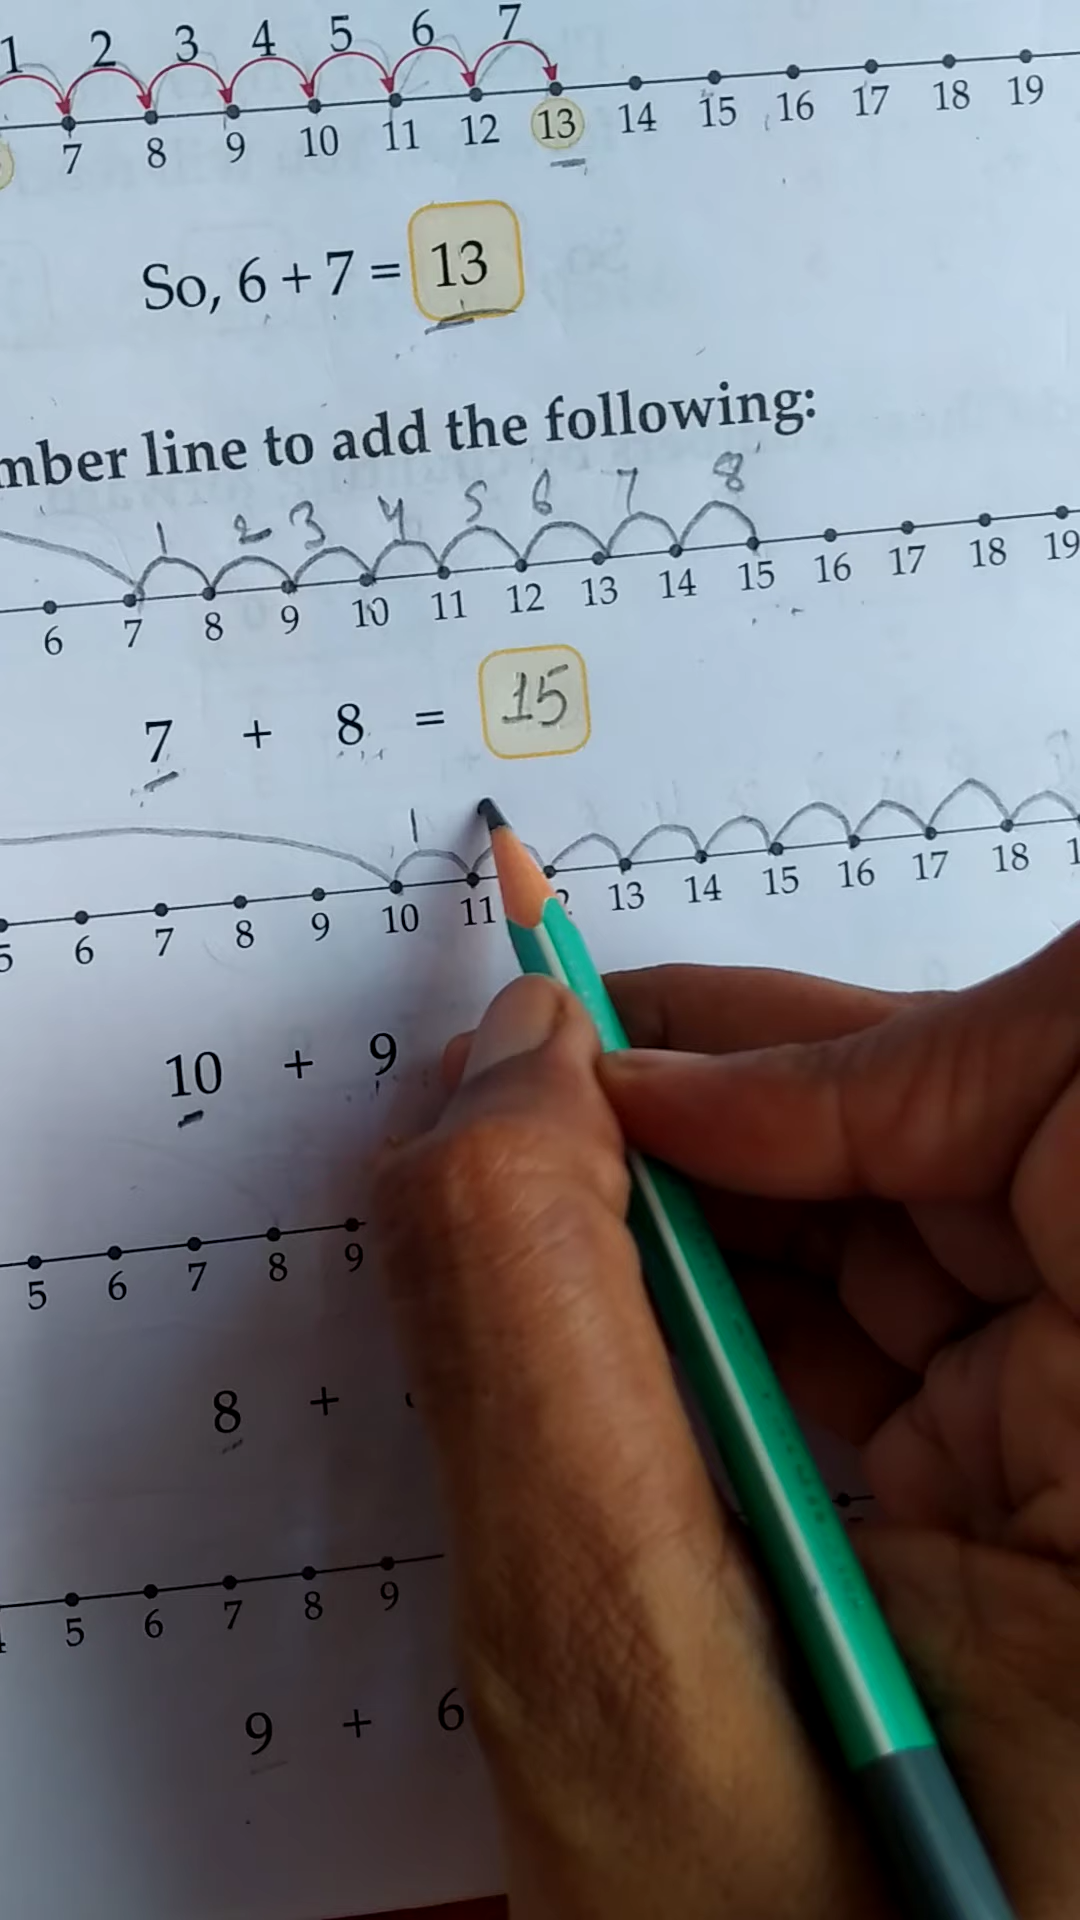 1 2 3 4 5 6 7
7 8 9 10 11 12 13 14 15 16 17 18 19
So, 6 + 7 = 13
mber line to add the following:
1 2 3 4 5 6 7 8
6 7 8 9 10 11 12 13 14 15 16 17 18 19
7 + 8 = 15
1
5 6 7 8 9 10 11 13 14 15 16 17 18
10 + 9
5 6 7 8 9
8 +
5 6 7 8 9
9 + 6